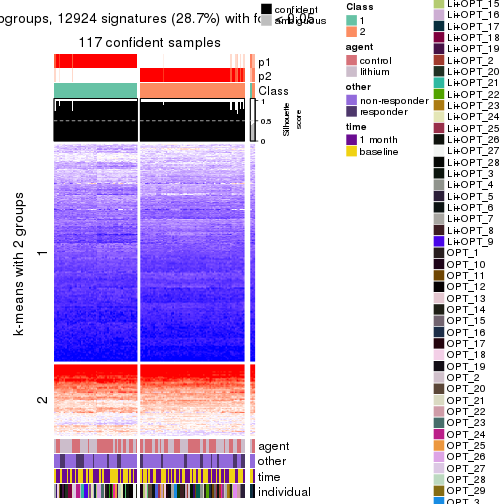 ogroups, 12924 signatures (28.7%) with fdr < 0.05
confident
ambiguous
117 confident samples
p1
p2
Class
1
0.5
0
Silhouette
score
k-means with 2 groups
1
2
agent
other
time
individual
Class
1
2
agent
control
lithium
other
non-responder
responder
time
1 month
baseline
Li+OPT_15
Li+OPT_16
Li+OPT_17
Li+OPT_18
Li+OPT_19
Li+OPT_2
Li+OPT_20
Li+OPT_21
Li+OPT_22
Li+OPT_23
Li+OPT_24
Li+OPT_25
Li+OPT_26
Li+OPT_27
Li+OPT_28
Li+OPT_3
Li+OPT_4
Li+OPT_5
Li+OPT_6
Li+OPT_7
Li+OPT_8
Li+OPT_9
OPT_1
OPT_10
OPT_11
OPT_12
OPT_13
OPT_14
OPT_15
OPT_16
OPT_17
OPT_18
OPT_19
OPT_2
OPT_20
OPT_21
OPT_22
OPT_23
OPT_24
OPT_25
OPT_26
OPT_27
OPT_28
OPT_29